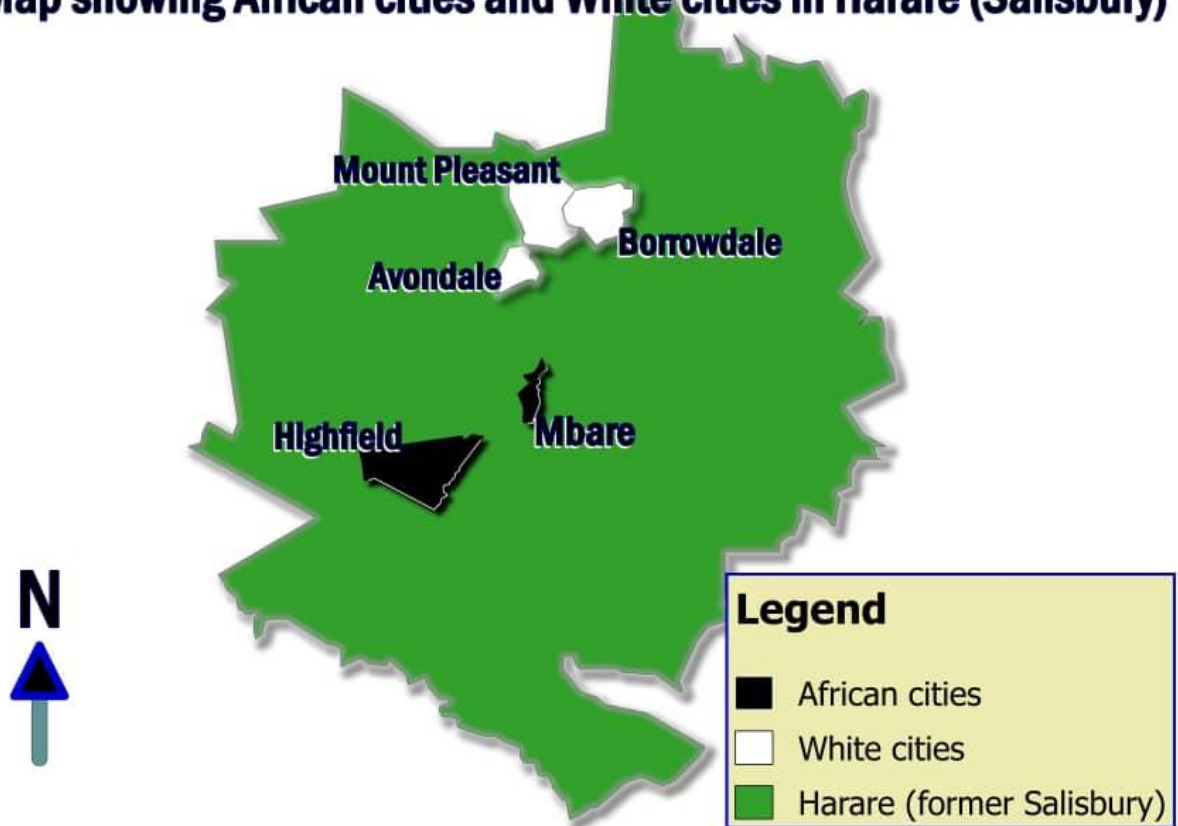 Map showing African cities and White cities in Harare (Salisbury)
Mount Pleasant
Borrowdale
Avondale
Highfield
Mbare
N
Legend
African cities
White cities
Harare (former Salisbury)